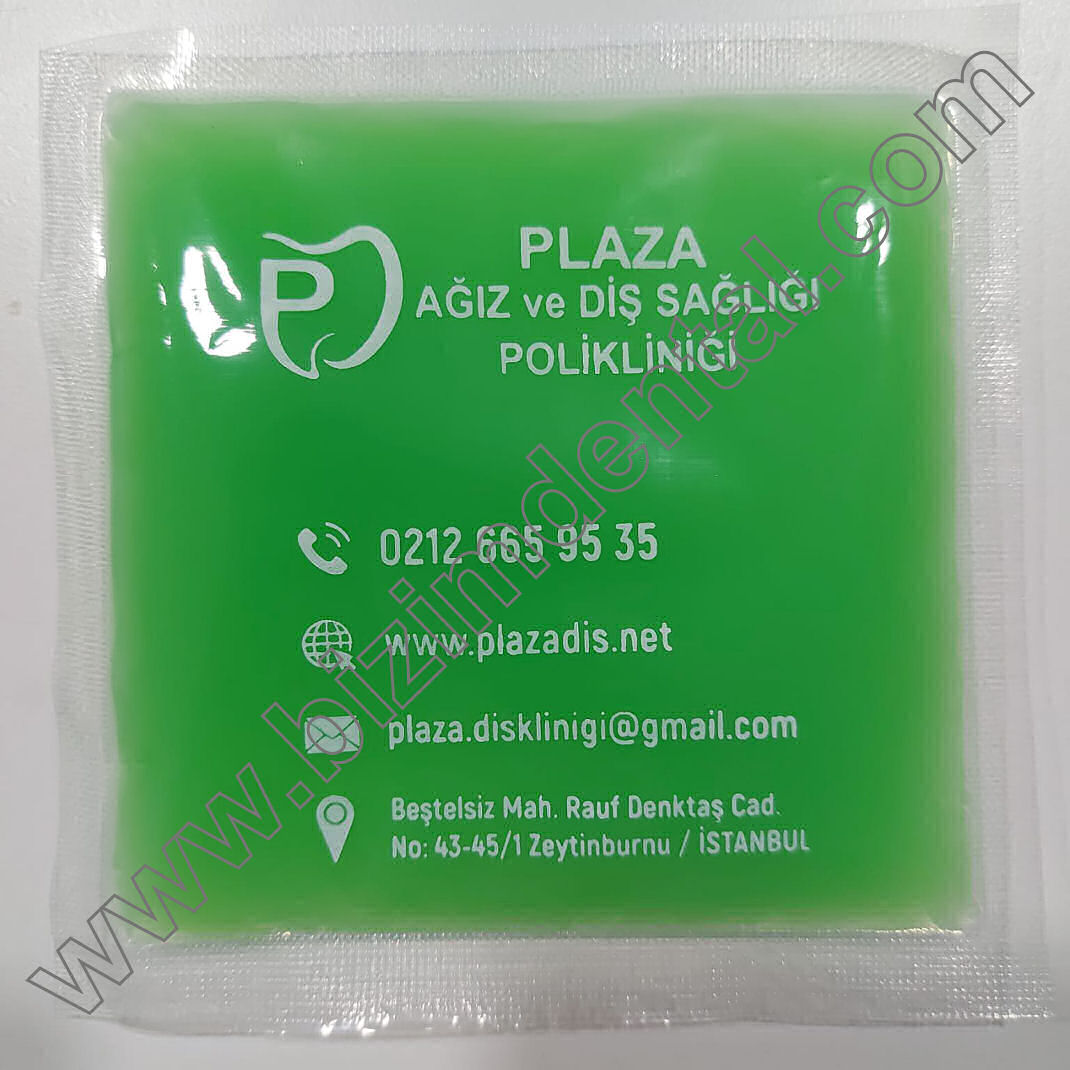 P
PLAZA
AĞIZ ve DİŞ SAĞLIĞI
POLİKLİNİĞİ
0212 665 95 35
www.plazadis.net
plaza.disklinigi@gmail.com
Beştelsiz Mah. Rauf Denktaş Cad.
No: 43-45/1 Zeytinburnu / İSTANBUL
www.bizimdental.com